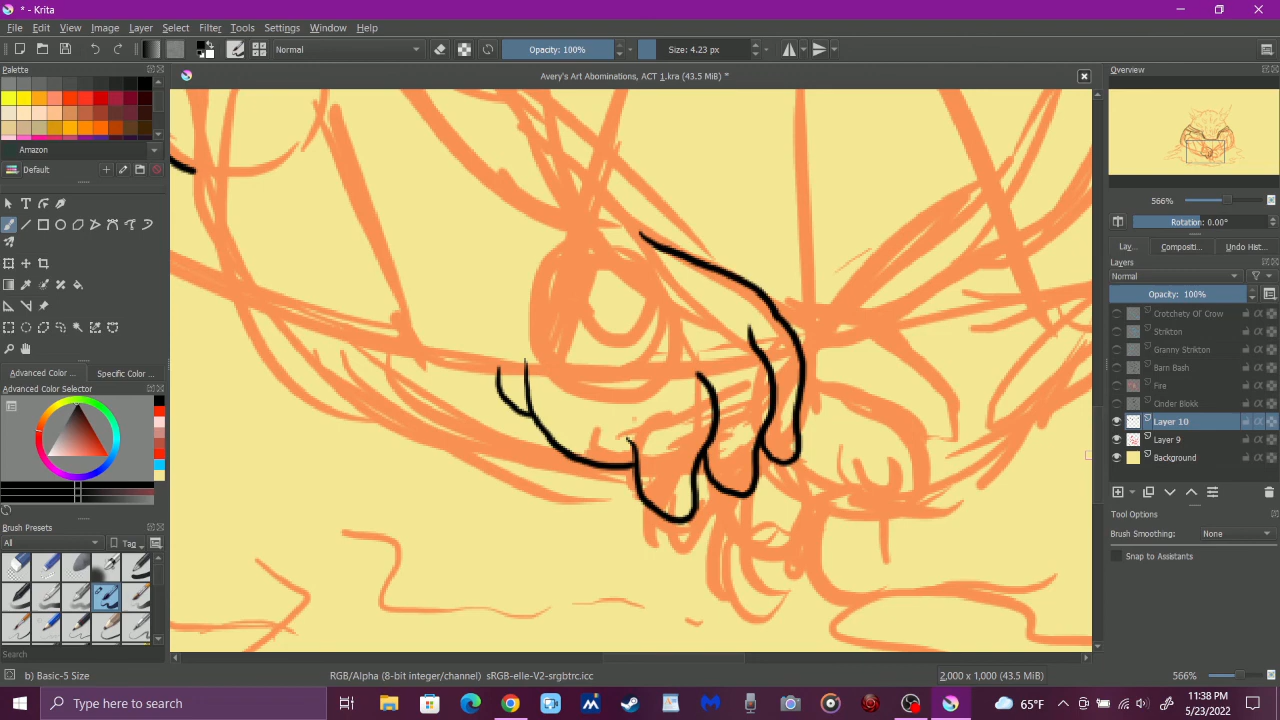 * - Krita
File Edit View Image Layer Select Filter Tools Settings Window Help
Normal Opacity: 100% Size: 4.23 px
Palette
Avery's Art Abominations, ACT 1.kra (43.5 MiB) *
Overview
Amazon
Default
566%
Rotation: 0.00°
Lay... Compositi... Undo Hist...
Layers
Normal
Opacity: 100%
Crotchety Ol' Crow
Strikton
Granny Strikton
Barn Bash
Fire
Cinder Blokk
Layer 10
Layer 9
Background
Advanced Color ... Specific Color ...
Advanced Color Selector
Tool Options
Brush Smoothing: None
Snap to Assistants
Brush Presets
All Tag
Search
b) Basic-5 Size RGB/Alpha (8-bit integer/channel) sRGB-elle-V2-srgbtrc.icc 2,000 x 1,000 (43.5 MiB) 566%
Type here to search
65°F
11:38 PM
5/23/2022